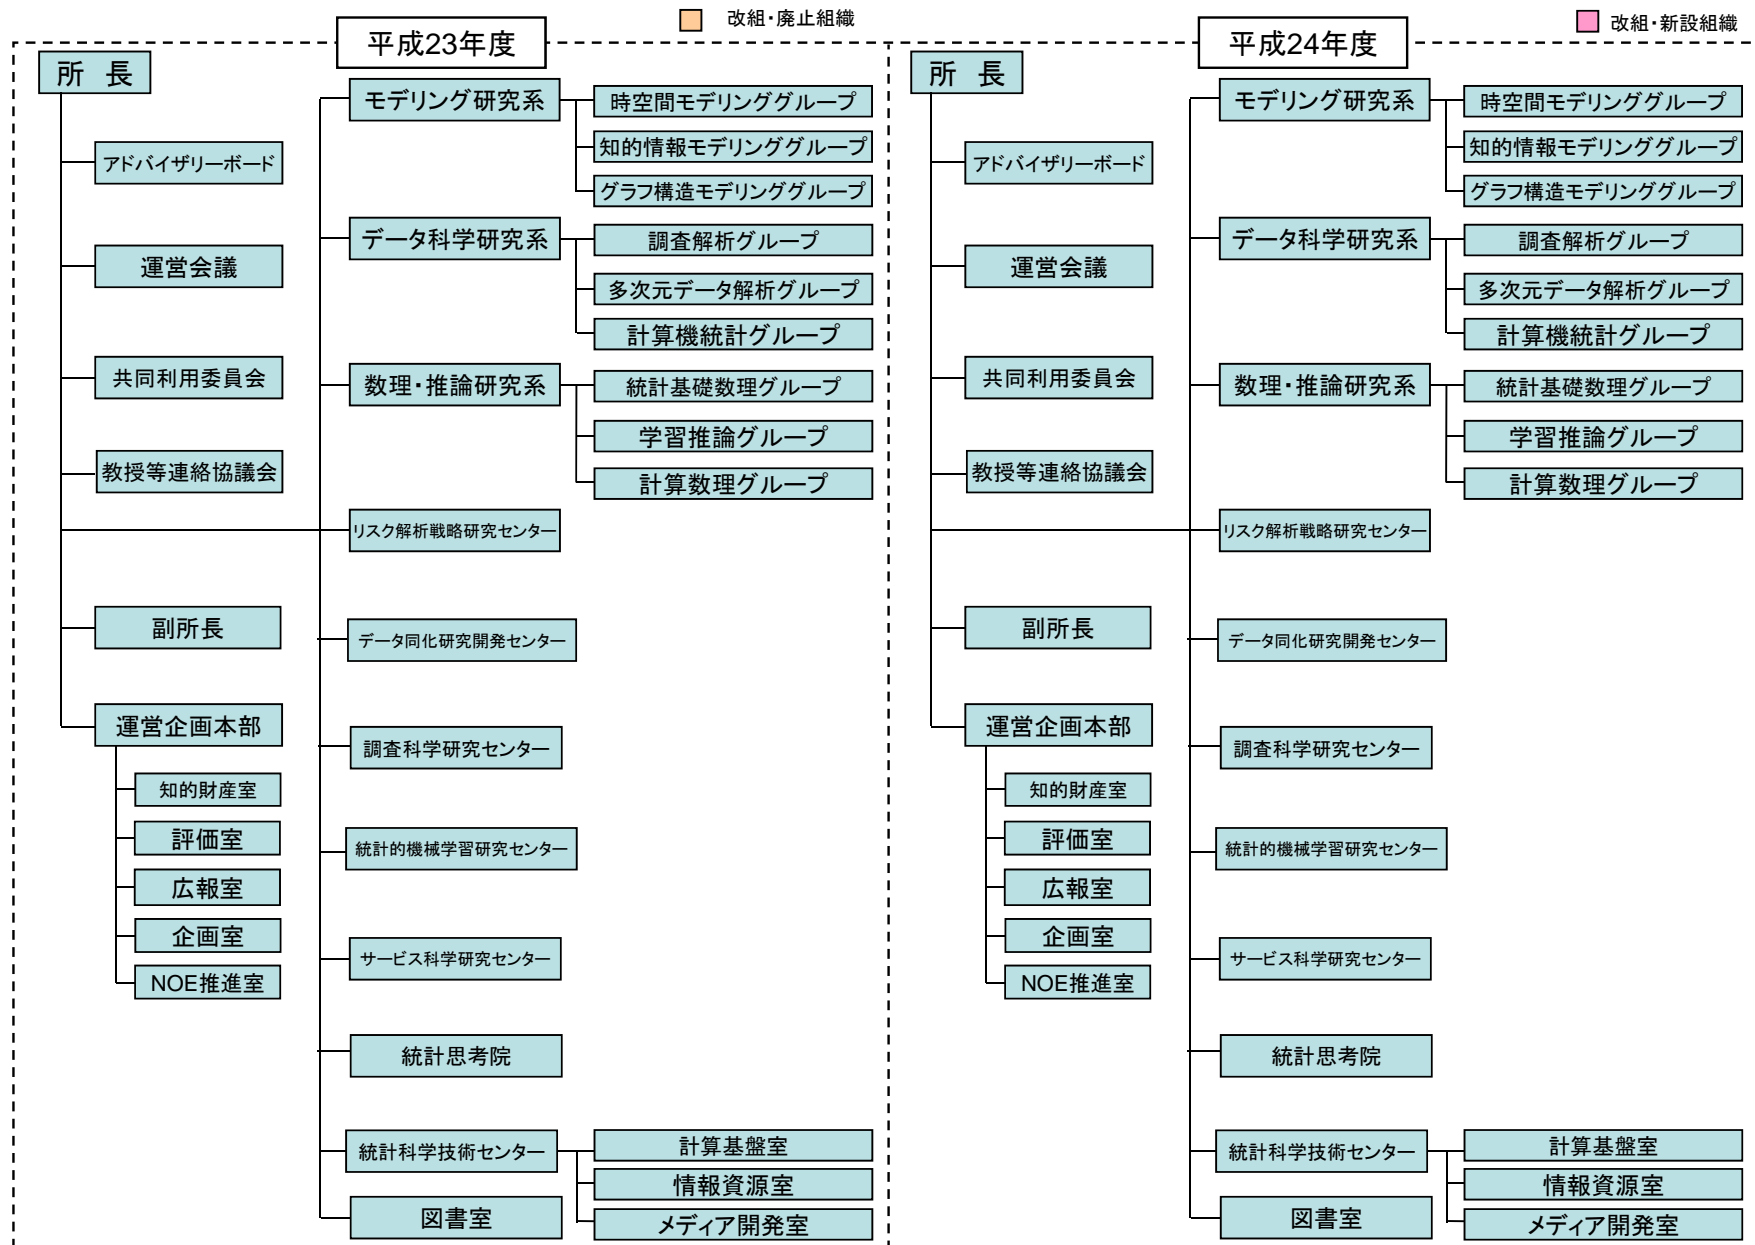 改組・廃止組織
改組・新設組織
平成23年度
所 長
アドバイザリーボード
運営会議
共同利用委員会
教授等連絡協議会
副所長
運営企画本部
知的財産室
評価室
広報室
企画室
NOE推進室
モデリング研究系
時空間モデリンググループ
知的情報モデリンググループ
グラフ構造モデリンググループ
データ科学研究系
調査解析グループ
多次元データ解析グループ
計算機統計グループ
数理・推論研究系
統計基礎数理グループ
学習推論グループ
計算数理グループ
リスク解析戦略研究センター
データ同化研究開発センター
調査科学研究センター
統計的機械学習研究センター
サービス科学研究センター
統計思考院
統計科学技術センター
計算基盤室
情報資源室
メディア開発室
図書室
平成24年度
所 長
アドバイザリーボード
運営会議
共同利用委員会
教授等連絡協議会
副所長
運営企画本部
知的財産室
評価室
広報室
企画室
NOE推進室
モデリング研究系
時空間モデリンググループ
知的情報モデリンググループ
グラフ構造モデリンググループ
データ科学研究系
調査解析グループ
多次元データ解析グループ
計算機統計グループ
数理・推論研究系
統計基礎数理グループ
学習推論グループ
計算数理グループ
リスク解析戦略研究センター
データ同化研究開発センター
調査科学研究センター
統計的機械学習研究センター
サービス科学研究センター
統計思考院
統計科学技術センター
計算基盤室
情報資源室
メディア開発室
図書室